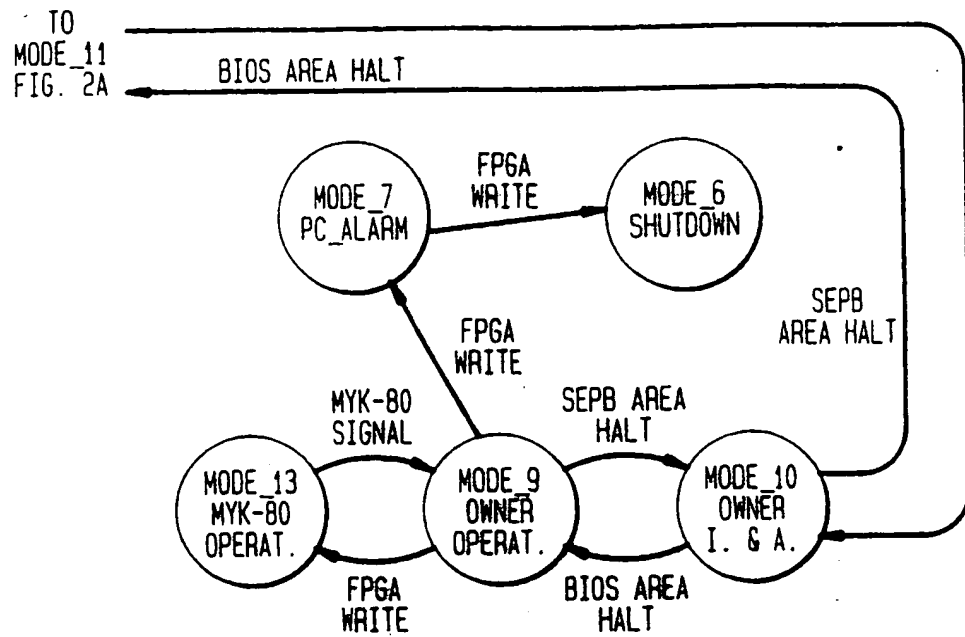 TO
MODE_11
FIG. 2A
BIOS AREA HALT
MODE_7
PC_ALARM
FPGA
WRITE
MODE_6
SHUTDOWN
SEPB
AREA HALT
FPGA
WRITE
MYK-80
SIGNAL
SEPB AREA
HALT
MODE_13
MYK-80
OPERAT.
MODE_9
OWNER
OPERAT.
MODE_10
OWNER
I. & A.
FPGA
WRITE
BIOS AREA
HALT